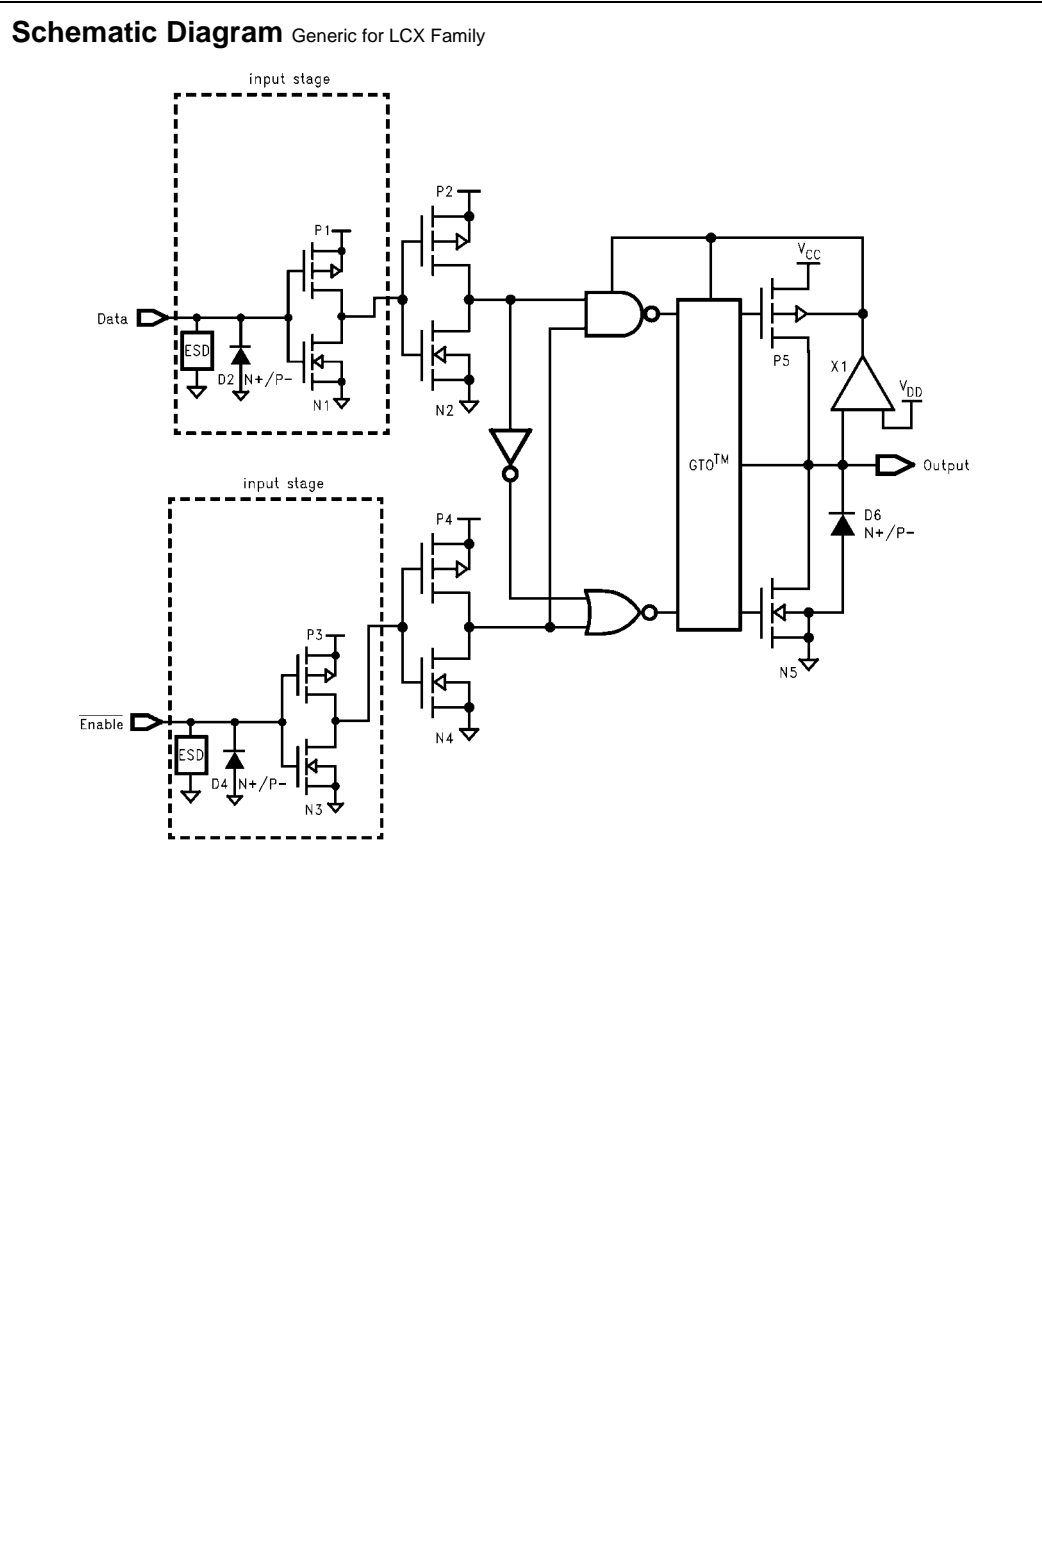 Schematic Diagram Generic for LCX Family
input stage
P2
P1
VCC
Data
ESD
D2 N+/P-
P5
X1
VDD
N1
N2
GTO™
Output
input stage
P4
D6
N+/P-
P3
N5
Enable
ESD
D4 N+/P-
N4
N3